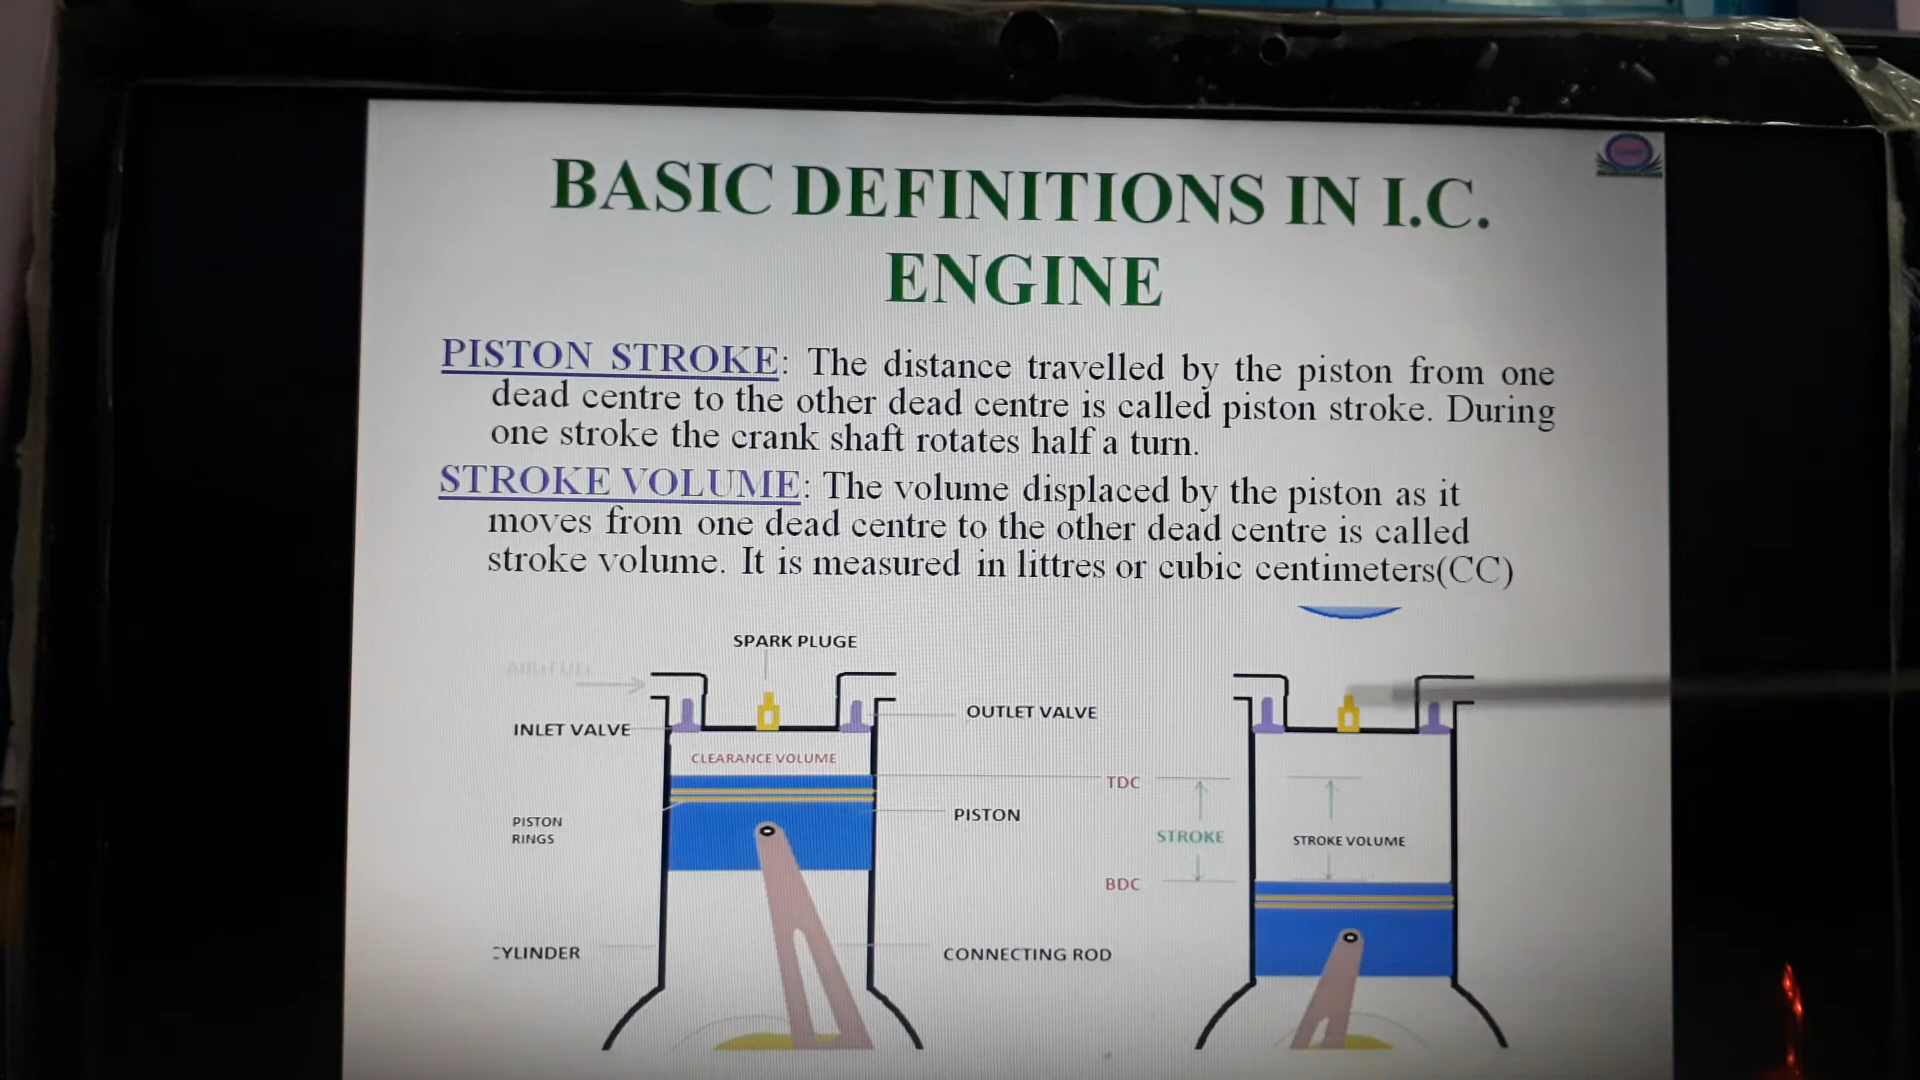 BASIC DEFINITIONS IN I.C.
ENGINE
PISTON STROKE: The distance travelled by the piston from one
dead centre to the other dead centre is called piston stroke. During
one stroke the crank shaft rotates half a turn.
STROKE VOLUME: The volume displaced by the piston as it
moves from one dead centre to the other dead centre is called
stroke volume. It is measured in littres or cubic centimeters(CC)
SPARK PLUGE
AIR+FUEL
INLET VALVE
OUTLET VALVE
CLEARANCE VOLUME
TDC
PISTON
PISTON
RINGS
STROKE
STROKE VOLUME
BDC
CYLINDER
CONNECTING ROD